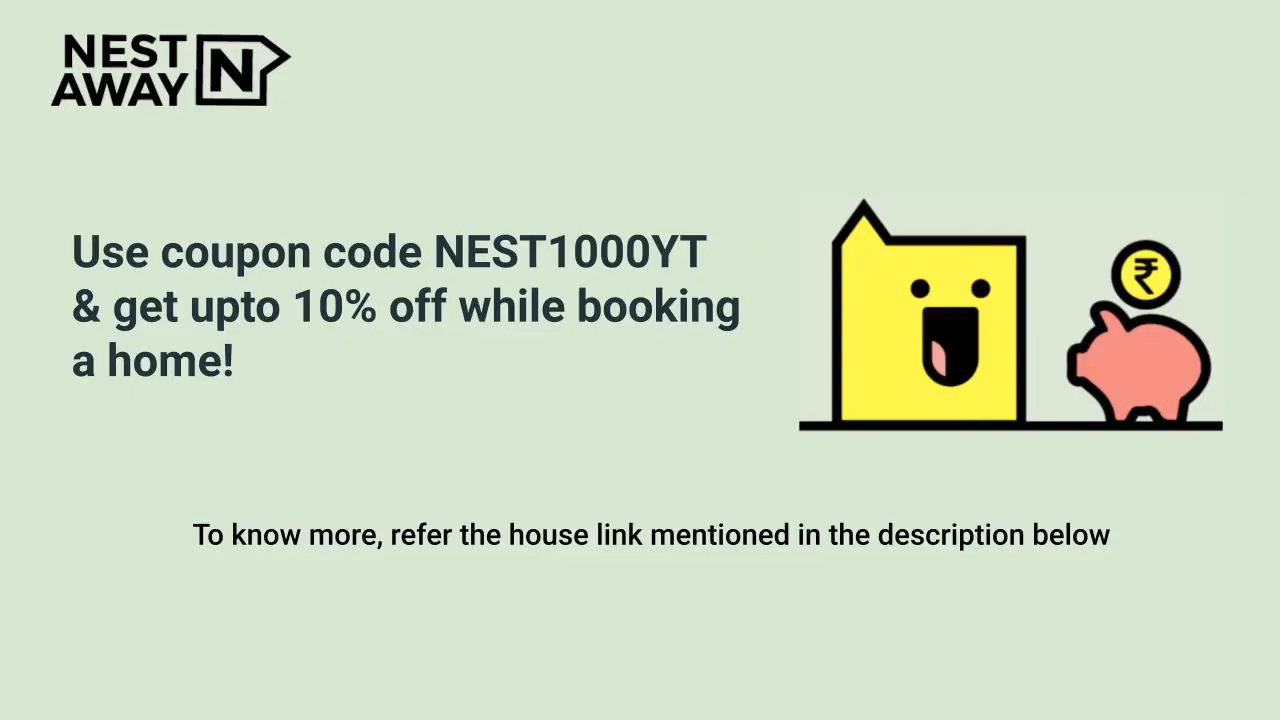 NEST
AWAY N
Use coupon code NEST1000YT
& get upto 10% off while booking
a home!
₹
To know more, refer the house link mentioned in the description below